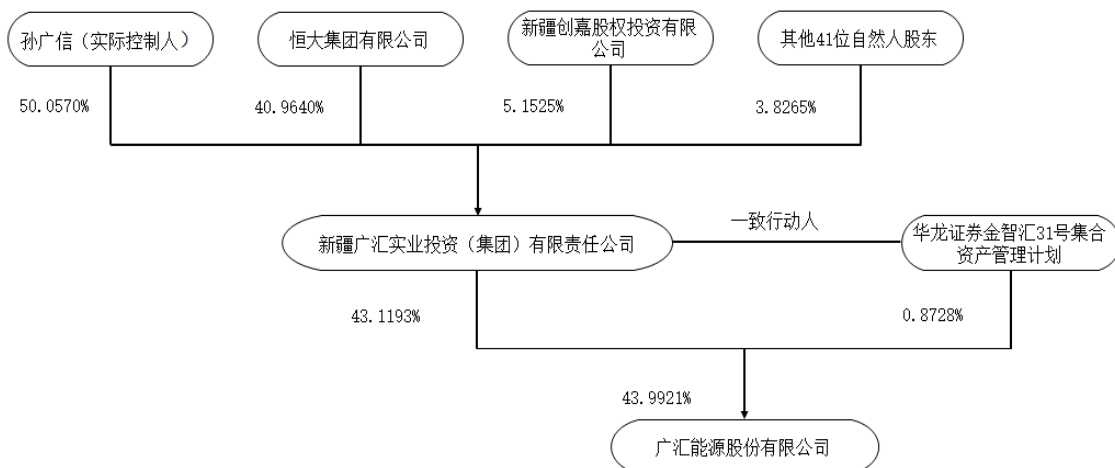 孙广信（实际控制人）
恒大集团有限公司
新疆创嘉股权投资有限
公司
其他41位自然人股东
50.0570%
40.9640%
5.1525%
3.8265%
新疆广汇实业投资（集团）有限责任公司
一致行动人
华龙证券金智汇31号集合
资产管理计划
43.1193%
0.8728%
43.9921%
广汇能源股份有限公司